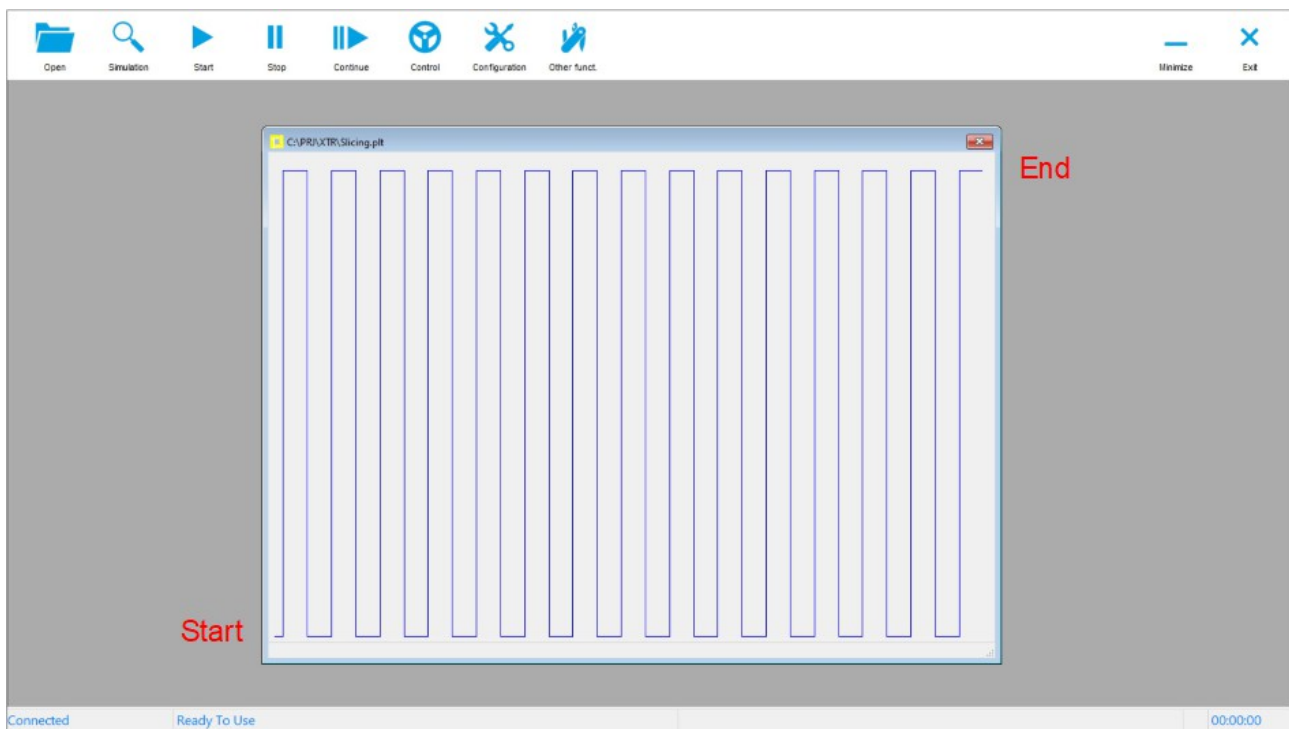 Open Simulation Start Stop Continue Control Configuration Other funct. Minimize Exit
C:\PRJ\XTR\Slicing.plt
End
Start
Connected Ready To Use 00:00:00